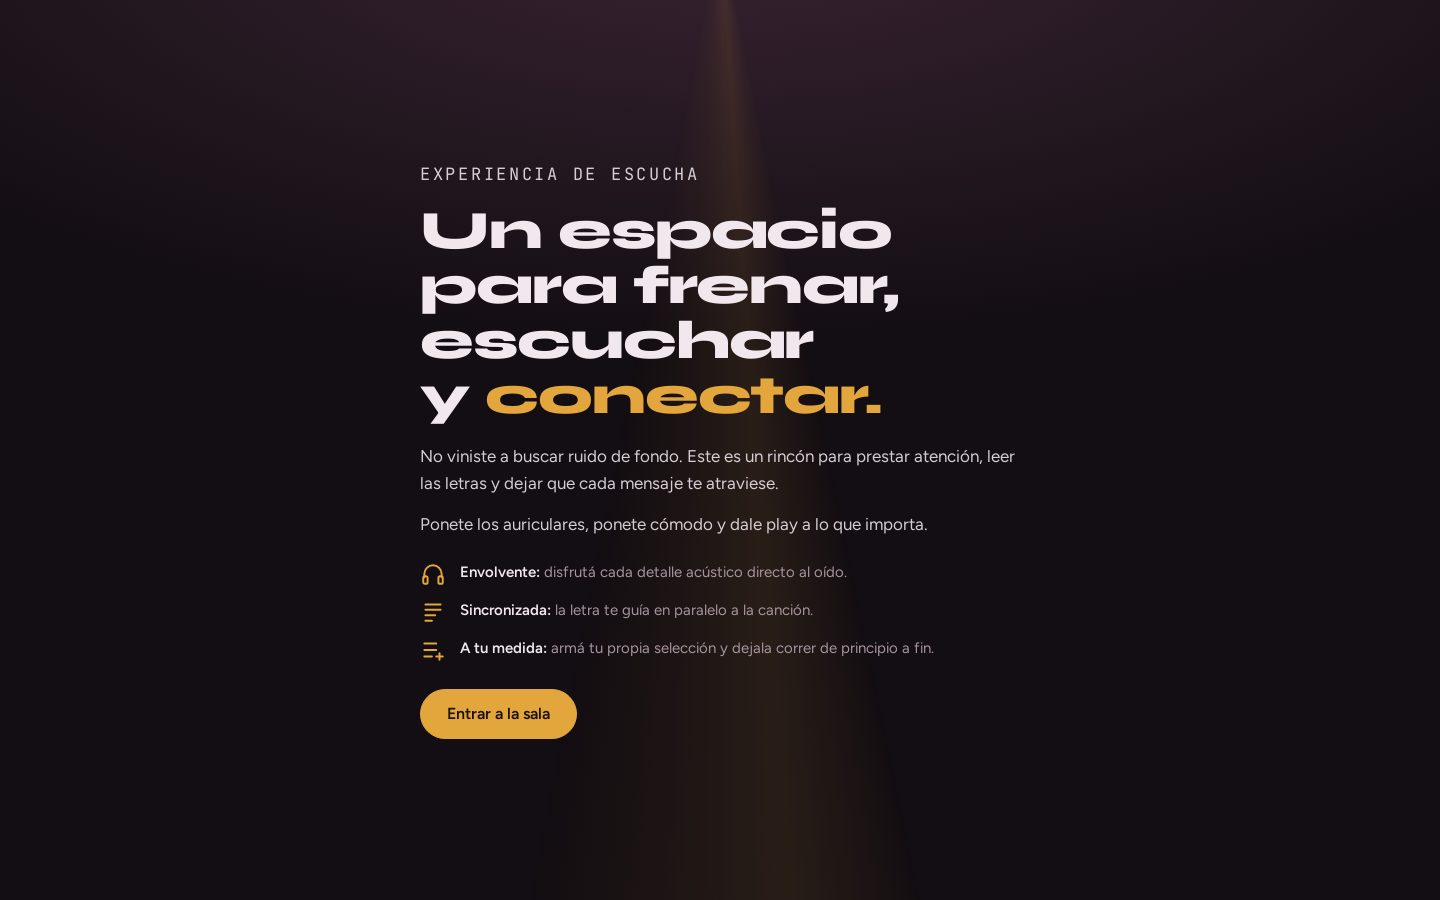 EXPERIENCIA DE ESCUCHA
Un espacio
para frenar,
escuchar
y conectar.
No viniste a buscar ruido de fondo. Este es un rincón para prestar atención, leer
las letras y dejar que cada mensaje te atraviese.
Ponete los auriculares, ponete cómodo y dale play a lo que importa.
Envolvente: disfrutá cada detalle acústico directo al oído.
Sincronizada: la letra te guía en paralelo a la canción.
A tu medida: armá tu propia selección y dejala correr de principio a fin.
Entrar a la sala